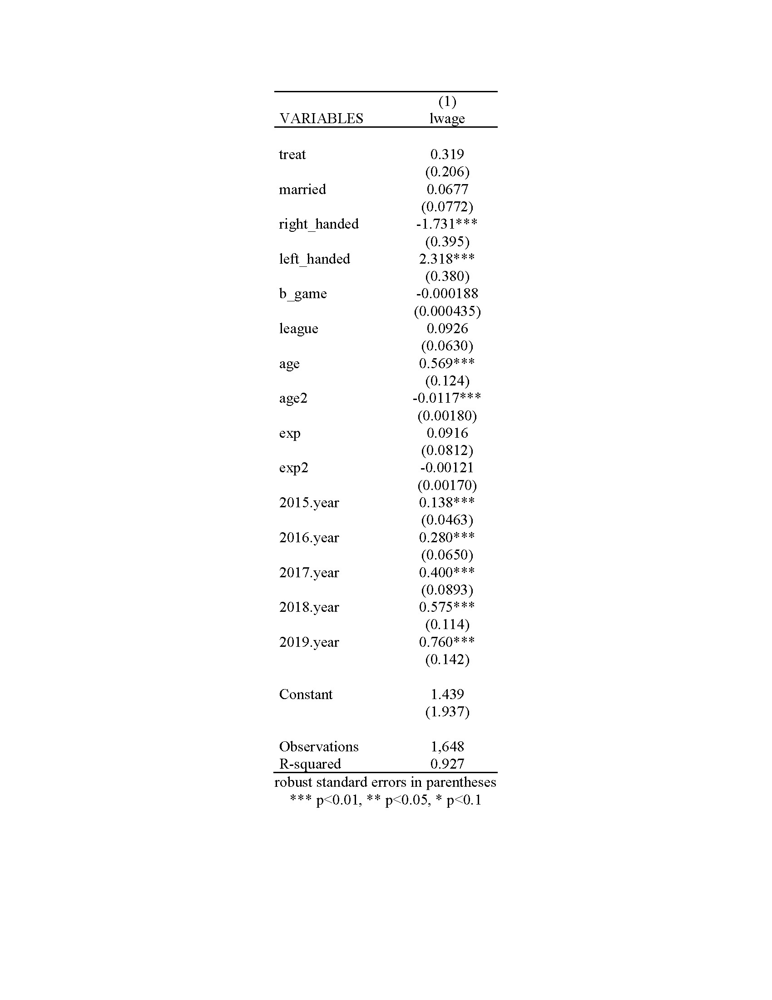 (1)
VARIABLES lwage
treat 0.319
(0.206)
married 0.0677
(0.0772)
right_handed -1.731***
(0.395)
left_handed 2.318***
(0.380)
b_game -0.000188
(0.000435)
league 0.0926
(0.0630)
age 0.569***
(0.124)
age2 -0.0117***
(0.00180)
exp 0.0916
(0.0812)
exp2 -0.00121
(0.00170)
2015.year 0.138***
(0.0463)
2016.year 0.280***
(0.0650)
2017.year 0.400***
(0.0893)
2018.year 0.575***
(0.114)
2019.year 0.760***
(0.142)
Constant 1.439
(1.937)
Observations 1,648
R-squared 0.927
robust standard errors in parentheses
*** p<0.01, ** p<0.05, * p<0.1